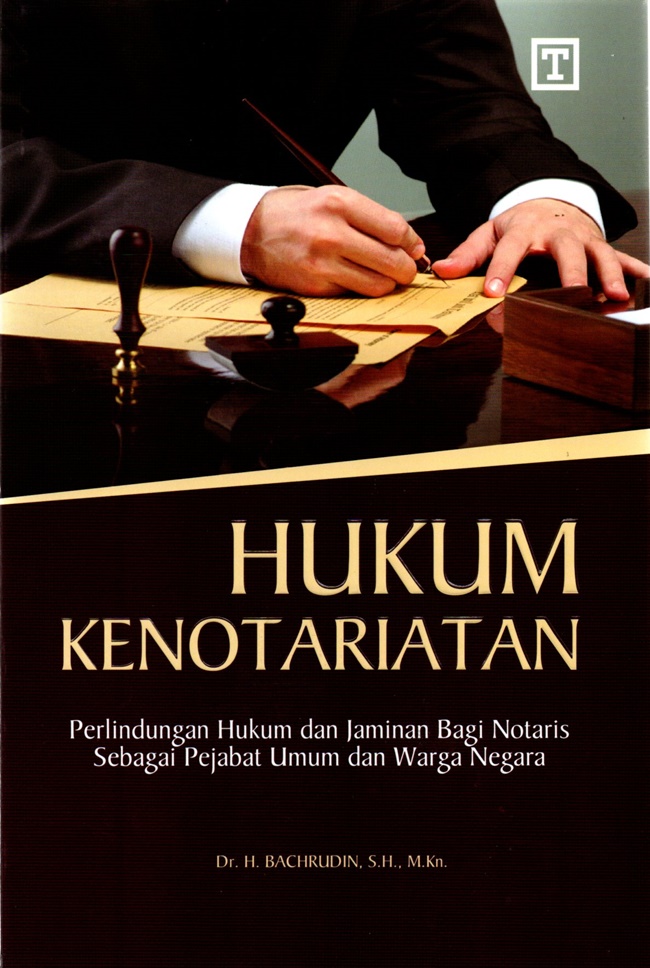 T
HUKUM
KENOTARIATAN
Perlindungan Hukum dan Jaminan Bagi Notaris
Sebagai Pejabat Umum dan Warga Negara
Dr. H. BACHRUDIN, S.H., M.Kn.